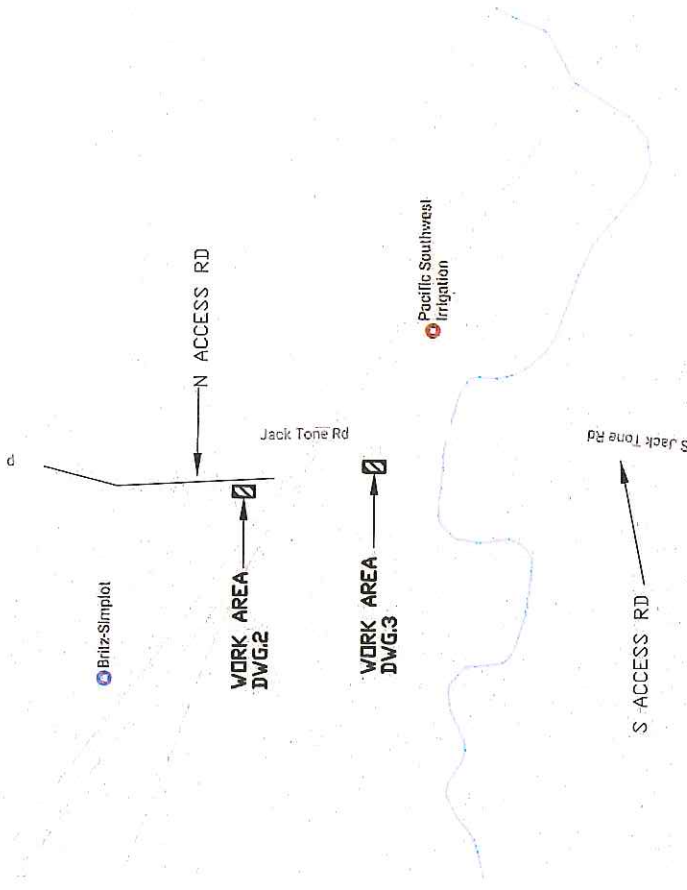 d
N ACCESS RD
Jack Tone Rd
Pacific Southwest
Irrigation
Britz-Simplot
WORK AREA
DWG.2
WORK AREA
DWG.3
S Jack Tone Rd
S ACCESS RD